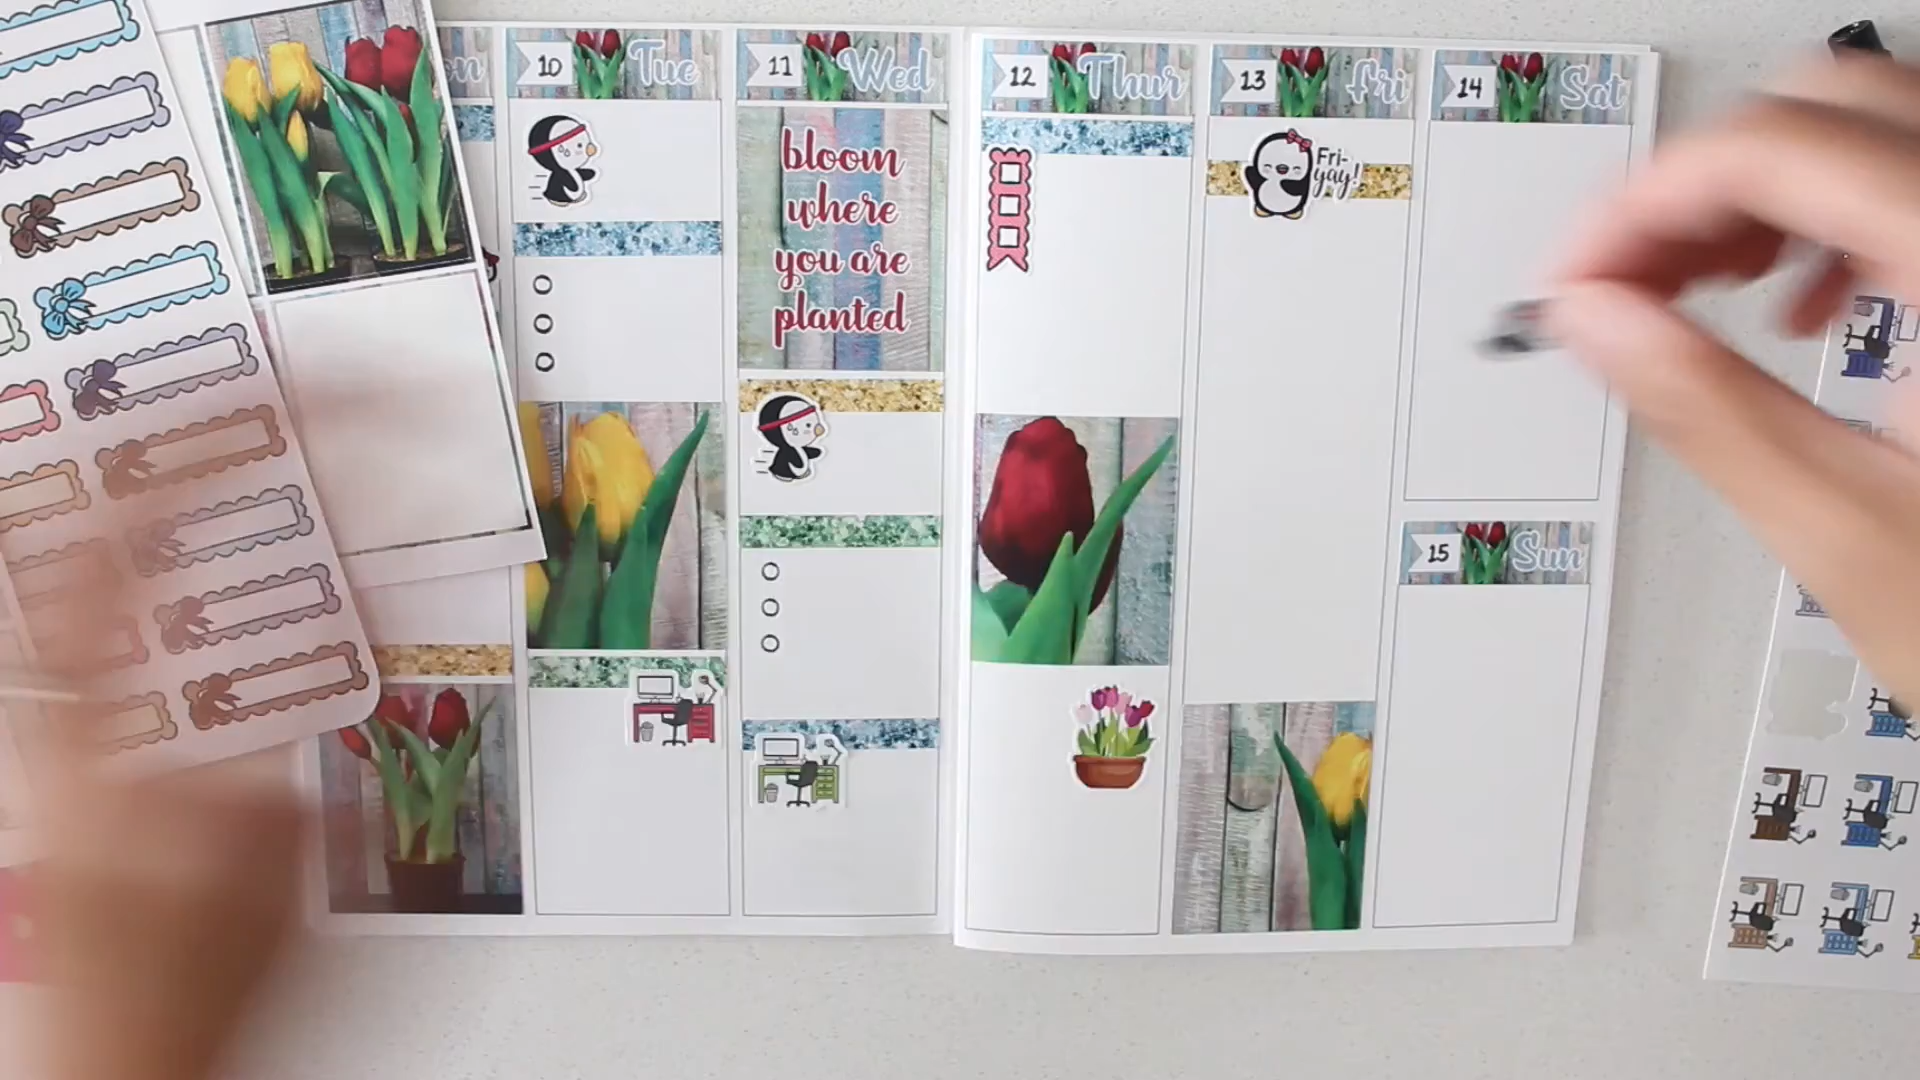 on
10 Tue
11 Wed
12 Thur
13 Fri
14 Sat
bloom
where
you are
planted
Fri-
yay!
15 Sun